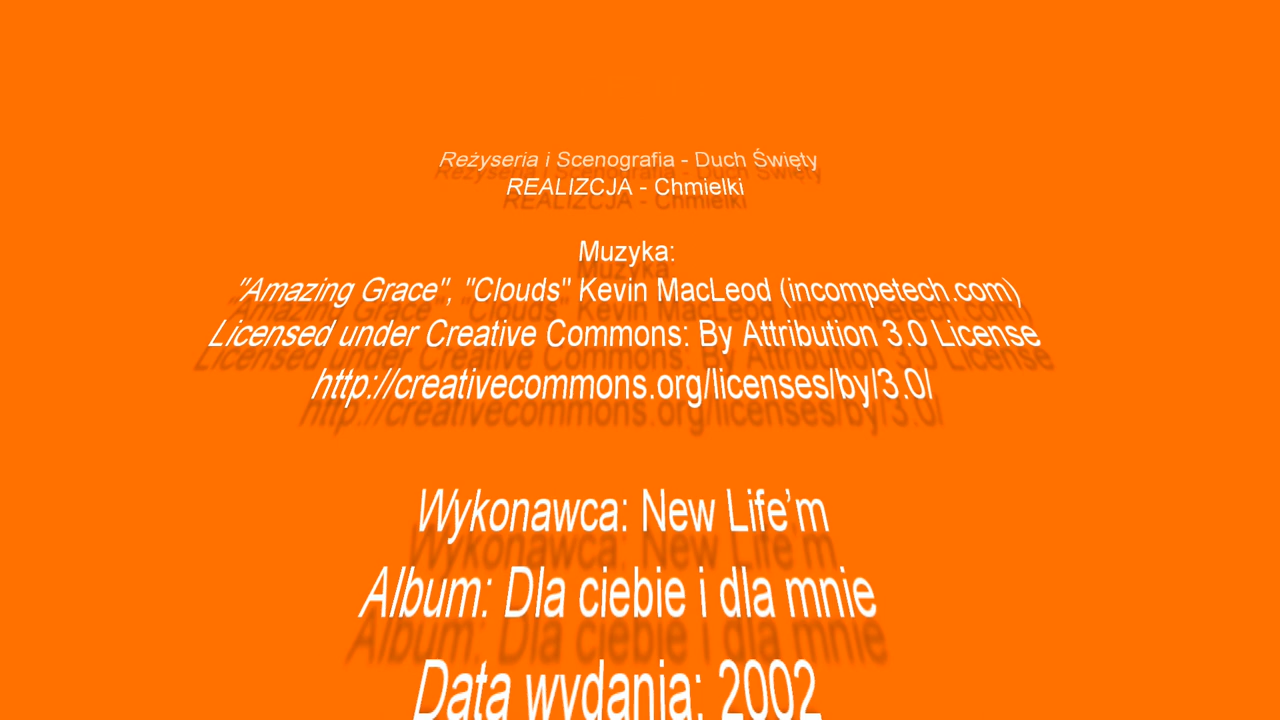 Reżyseria i Scenografia - Duch Święty
REALIZCJA - Chmielki
Muzyka:
"Amazing Grace", "Clouds" Kevin MacLeod (incompetech.com)
Licensed under Creative Commons: By Attribution 3.0 License
http://creativecommons.org/licenses/by/3.0/
Wykonawca: New Life’m
Album: Dla ciebie i dla mnie
Data wydania: 2002